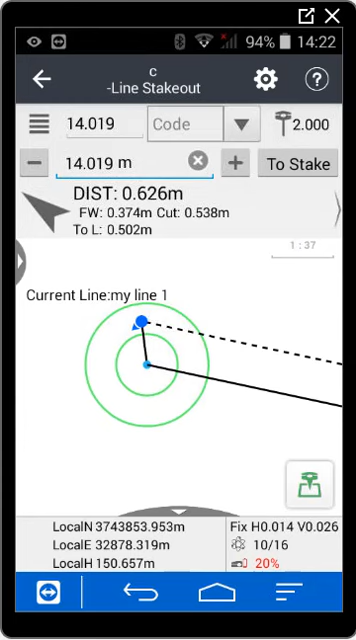 94% 14:22
c
-Line Stakeout
14.019 Code 2.000
14.019 m To Stake
DIST: 0.626m
FW: 0.374m Cut: 0.538m
To L: 0.502m
1 : 37
Current Line:my line 1
LocalN 3743853.953m Fix H0.014 V0.026
LocalE 32878.319m 10/16
LocalH 150.657m 20%